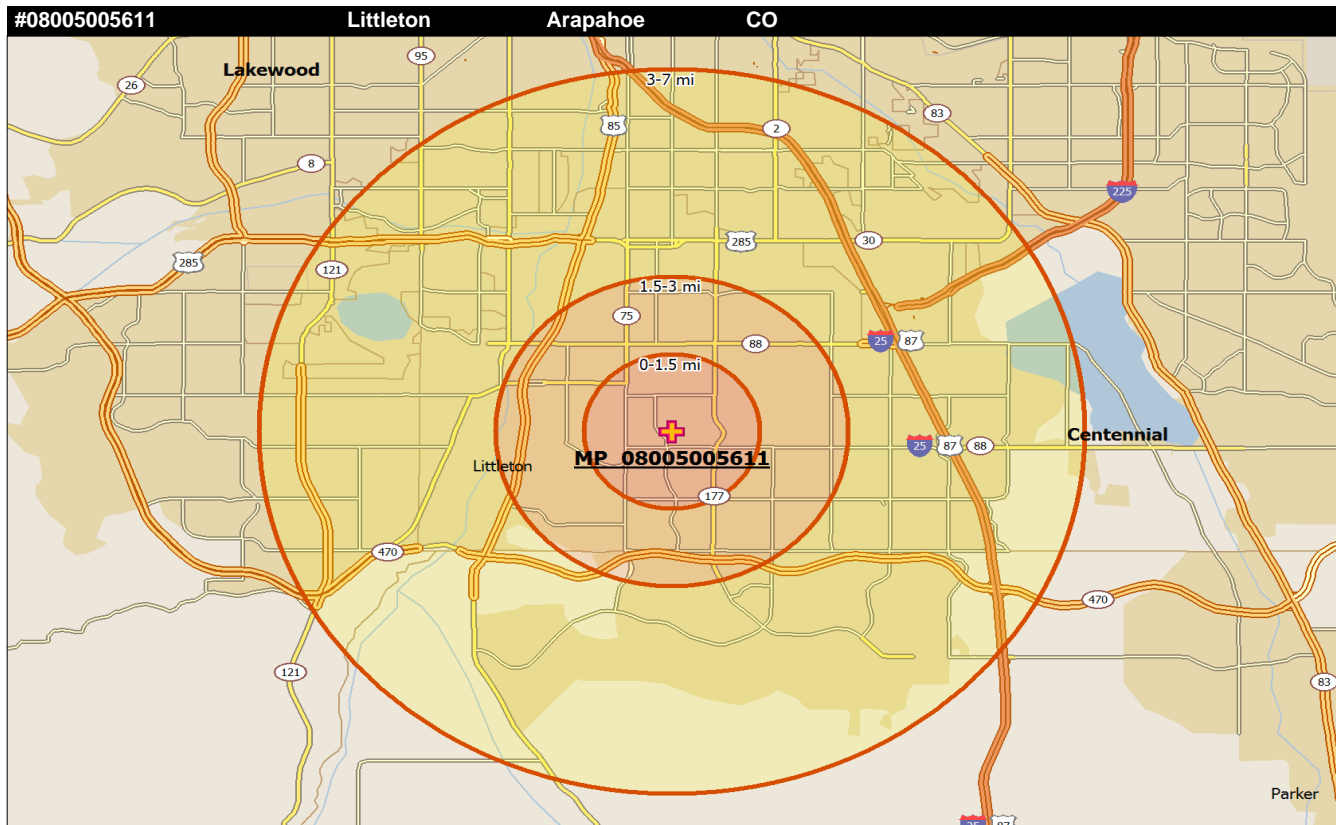 #08005005611 Littleton Arapahoe CO
95
Lakewood
3-7 mi
26
83
85
2
8
225
30
285
285
121
1.5-3 mi
75
25 87
88
0-1.5 mi
Centennial
25 87 88
MP_08005005611
Littleton
177
470
470
121
83
Parker
25 87